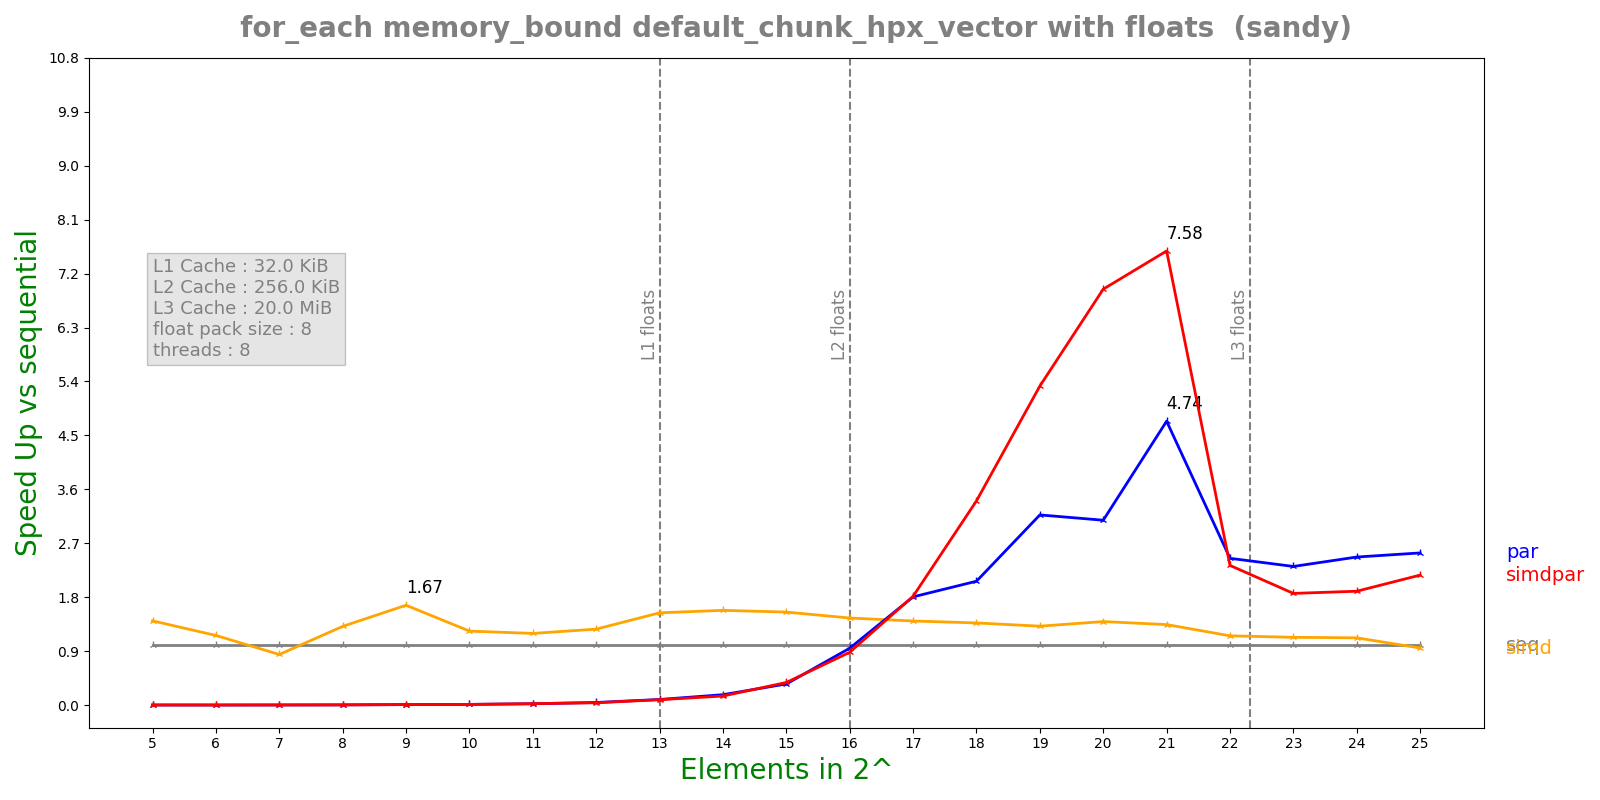 for_each memory_bound default_chunk_hpx_vector with floats (sandy)
Speed Up vs sequential
10.8
9.9
9.0
8.1
7.2
6.3
5.4
4.5
3.6
2.7
1.8
0.9
0.0
L1 Cache : 32.0 KiB
L2 Cache : 256.0 KiB
L3 Cache : 20.0 MiB
float pack size : 8
threads : 8
L1 floats
L2 floats
L3 floats
7.58
4.74
1.67
par
simdpar
seq
simd
5 6 7 8 9 10 11 12 13 14 15 16 17 18 19 20 21 22 23 24 25
Elements in 2^